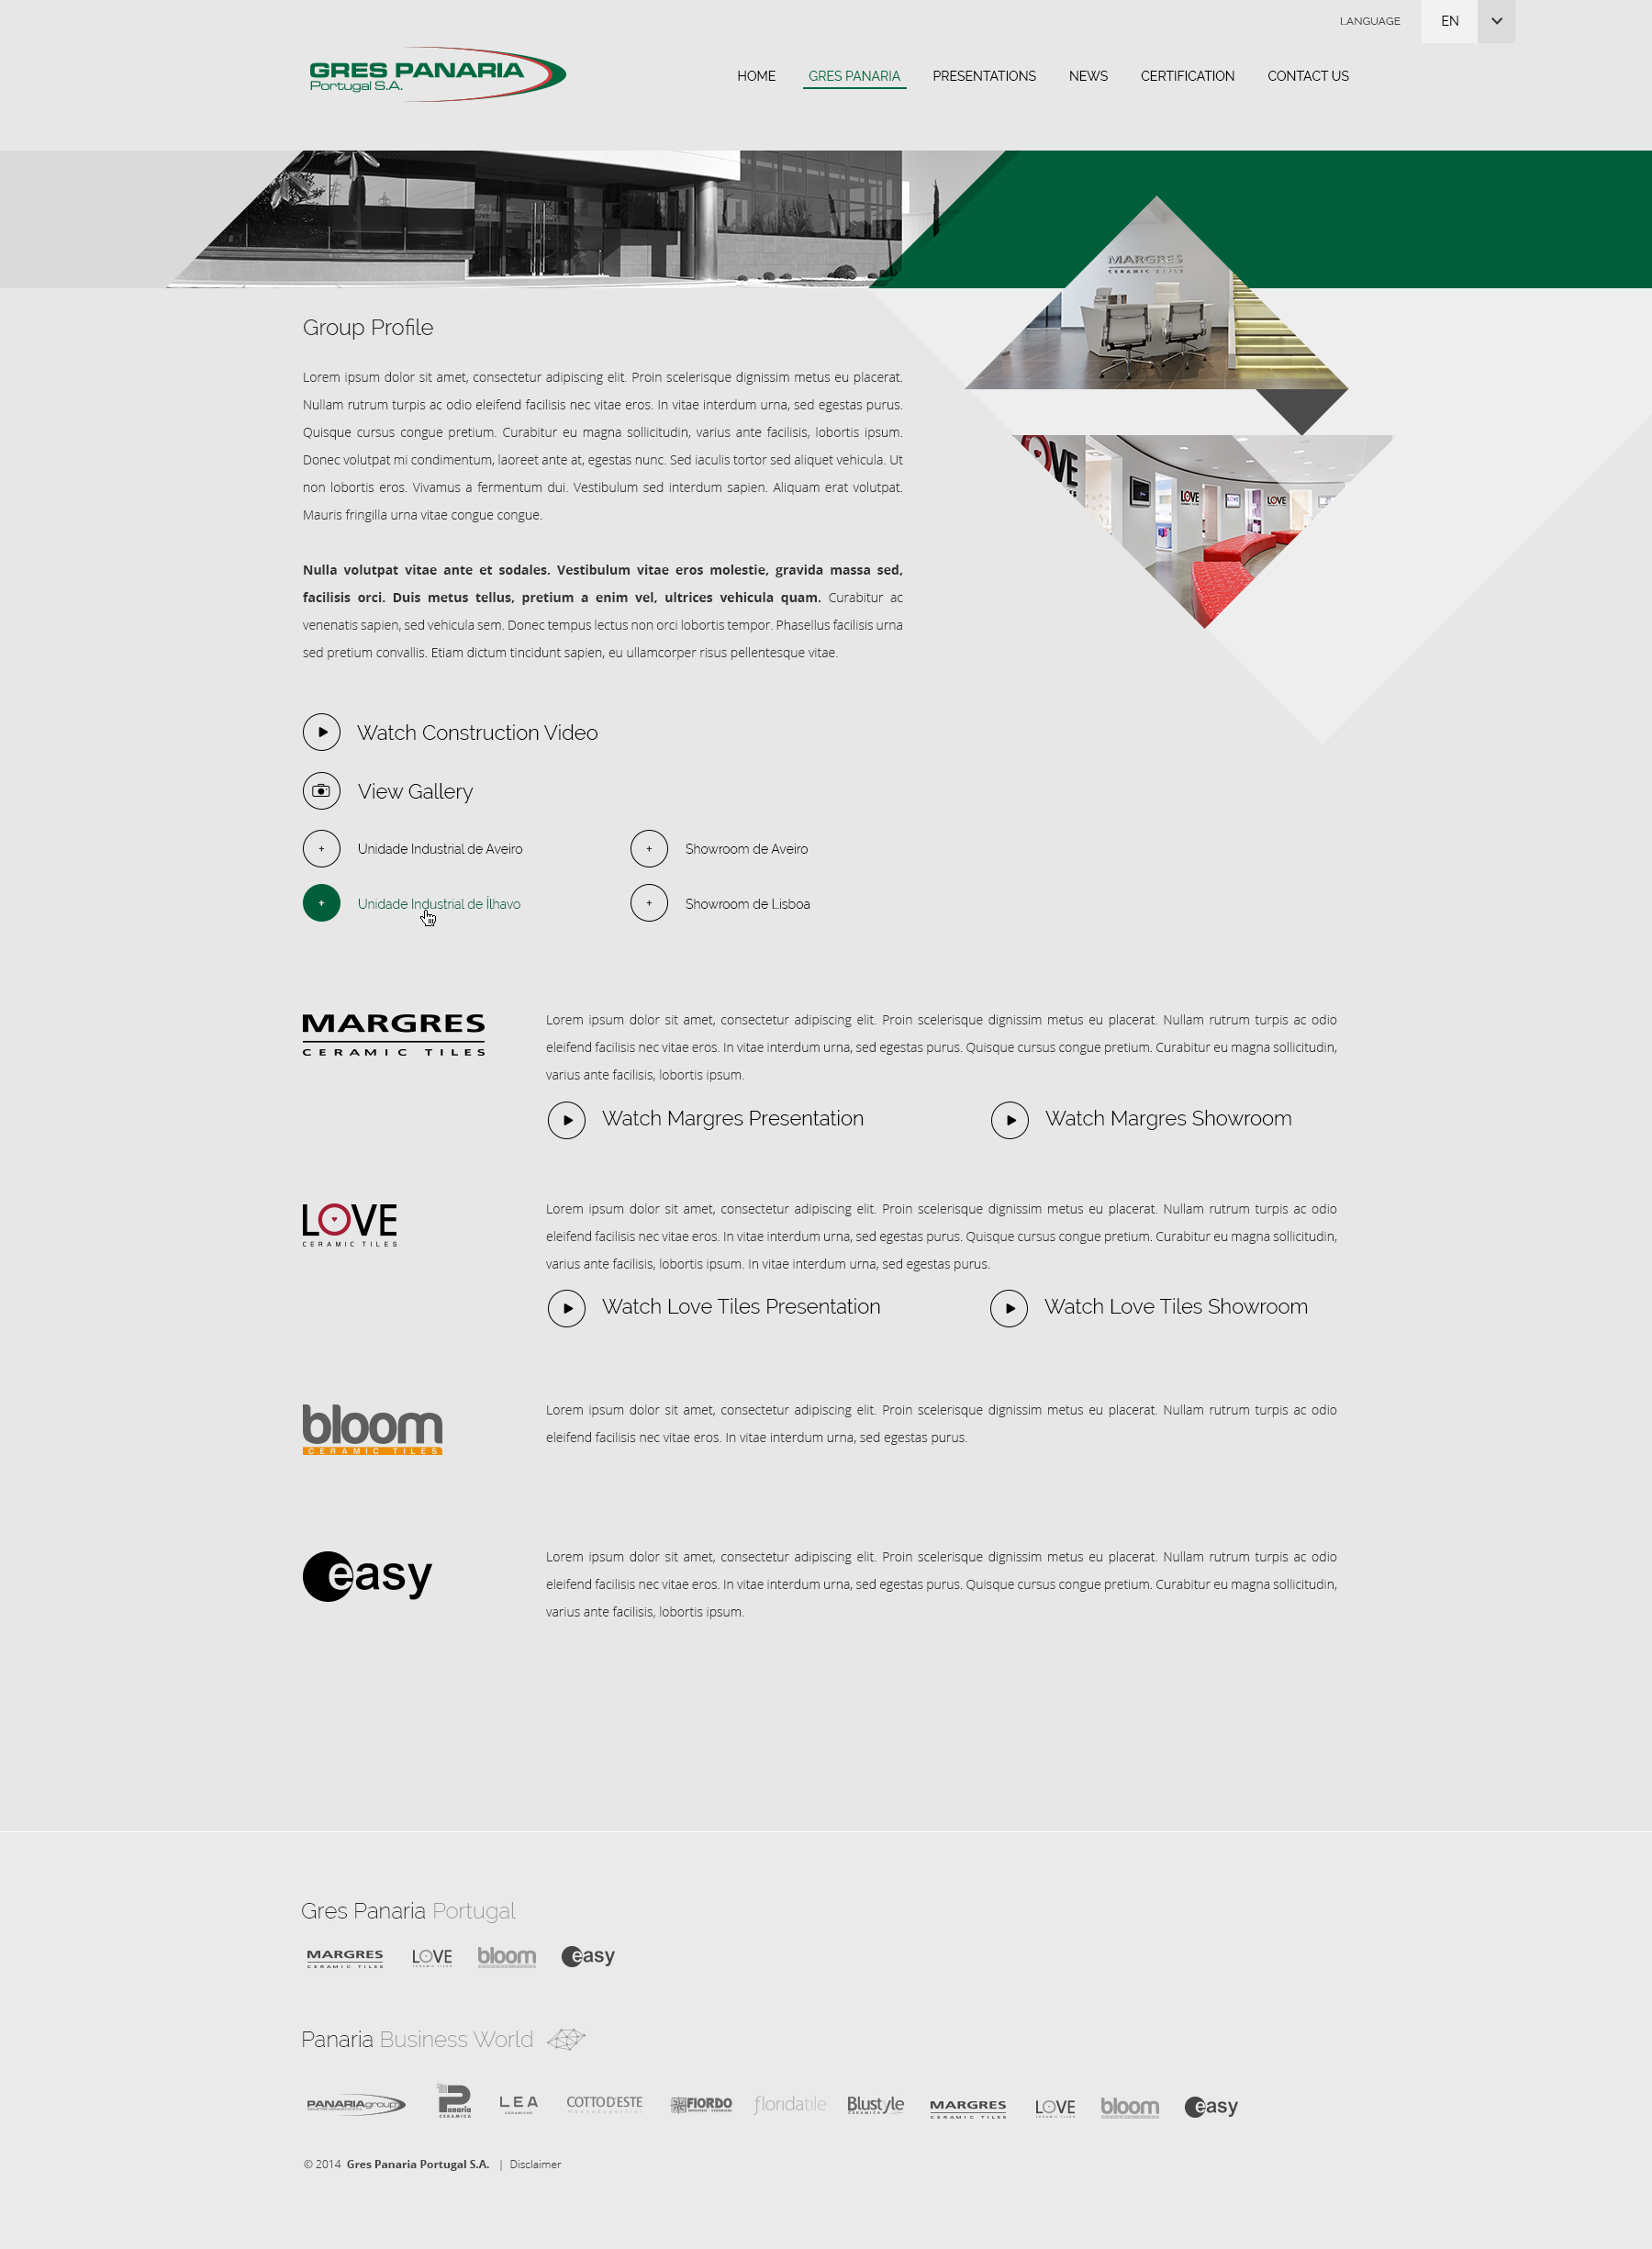 LANGUAGE EN
GRES PANARIA
Portugal S.A.
HOME GRES PANARIA PRESENTATIONS NEWS CERTIFICATION CONTACT US
MARGRES
Group Profile
Lorem ipsum dolor sit amet, consectetur adipiscing elit. Proin scelerisque dignissim metus eu placerat.
Nullam rutrum turpis ac odio eleifend facilisis nec vitae eros. In vitae interdum urna, sed egestas purus.
Quisque cursus congue pretium. Curabitur eu magna sollicitudin, varius ante facilisis, lobortis ipsum.
Donec volutpat mi condimentum, laoreet ante at, egestas nunc. Sed iaculis tortor sed aliquet vehicula. Ut
non lobortis eros. Vivamus a fermentum dui. Vestibulum sed interdum sapien. Aliquam erat volutpat.
Mauris fringilla urna vitae congue congue.
LOVE
LOVE
LOVE
LOVE
Nulla volutpat vitae ante et sodales. Vestibulum vitae eros molestie, gravida massa sed,
facilisis orci. Duis metus tellus, pretium a enim vel, ultrices vehicula quam. Curabitur ac
venenatis sapien, sed vehicula sem. Donec tempus lectus non orci lobortis tempor. Phasellus facilisis urna
sed pretium convallis. Etiam dictum tincidunt sapien, eu ullamcorper risus pellentesque vitae.
Watch Construction Video
View Gallery
+ Unidade Industrial de Aveiro
+ Showroom de Aveiro
+ Unidade Industrial de Ílhavo
+ Showroom de Lisboa
MARGRES
CERAMIC TILES
Lorem ipsum dolor sit amet, consectetur adipiscing elit. Proin scelerisque dignissim metus eu placerat. Nullam rutrum turpis ac odio
eleifend facilisis nec vitae eros. In vitae interdum urna, sed egestas purus. Quisque cursus congue pretium. Curabitur eu magna sollicitudin,
varius ante facilisis, lobortis ipsum.
Watch Margres Presentation
Watch Margres Showroom
LOVE
CERAMIC TILES
Lorem ipsum dolor sit amet, consectetur adipiscing elit. Proin scelerisque dignissim metus eu placerat. Nullam rutrum turpis ac odio
eleifend facilisis nec vitae eros. In vitae interdum urna, sed egestas purus. Quisque cursus congue pretium. Curabitur eu magna sollicitudin,
varius ante facilisis, lobortis ipsum. In vitae interdum urna, sed egestas purus.
Watch Love Tiles Presentation
Watch Love Tiles Showroom
bloom
CERAMIC TILES
Lorem ipsum dolor sit amet, consectetur adipiscing elit. Proin scelerisque dignissim metus eu placerat. Nullam rutrum turpis ac odio
eleifend facilisis nec vitae eros. In vitae interdum urna, sed egestas purus.
easy
Lorem ipsum dolor sit amet, consectetur adipiscing elit. Proin scelerisque dignissim metus eu placerat. Nullam rutrum turpis ac odio
eleifend facilisis nec vitae eros. In vitae interdum urna, sed egestas purus. Quisque cursus congue pretium. Curabitur eu magna sollicitudin,
varius ante facilisis, lobortis ipsum.
Gres Panaria Portugal
MARGRES
CERAMIC TILES
LOVE
bloom
easy
Panaria Business World
PANARIAgroup
Panaria
CERAMICA
LEA
CERAMICHE
COTTO D'ESTE
FIORDO
floridatile
Blustyle
CERAMICA
MARGRES
CERAMIC TILES
LOVE
bloom
easy
© 2014 Gres Panaria Portugal S.A. | Disclaimer